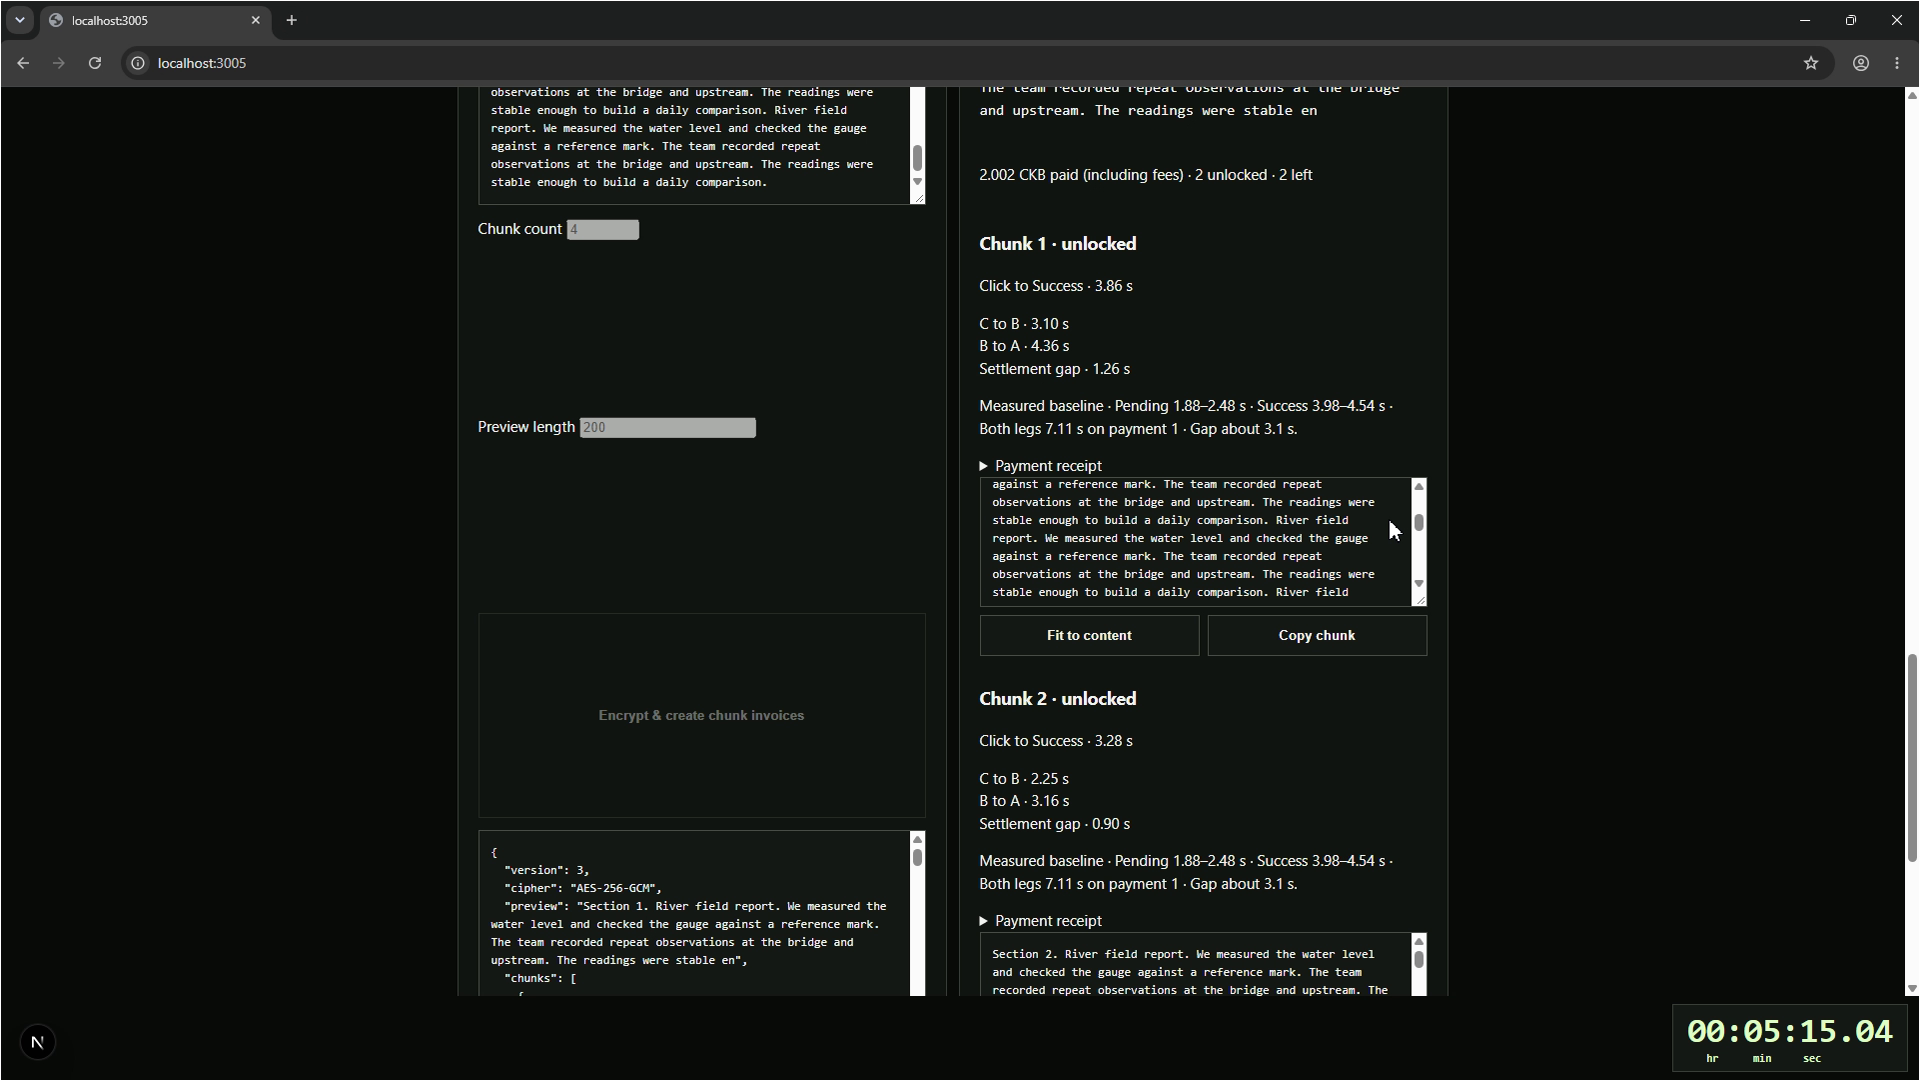 localhost:3005
localhost:3005
observations at the bridge and upstream. The readings were
stable enough to build a daily comparison. River field
report. We measured the water level and checked the gauge
against a reference mark. The team recorded repeat
observations at the bridge and upstream. The readings were
stable enough to build a daily comparison.
Chunk count 4
Preview length 200
Encrypt & create chunk invoices
{
"version": 3,
"cipher": "AES-256-GCM",
"preview": "Section 1. River field report. We measured the
water level and checked the gauge against a reference mark.
The team recorded repeat observations at the bridge and
upstream. The readings were stable en",
"chunks": [
{
The team recorded repeat observations at the bridge
and upstream. The readings were stable en
2.002 CKB paid (including fees) · 2 unlocked · 2 left
Chunk 1 · unlocked
Click to Success · 3.86 s
C to B · 3.10 s
B to A · 4.36 s
Settlement gap · 1.26 s
Measured baseline · Pending 1.88–2.48 s · Success 3.98–4.54 s ·
Both legs 7.11 s on payment 1 · Gap about 3.1 s.
Payment receipt
against a reference mark. The team recorded repeat
observations at the bridge and upstream. The readings were
stable enough to build a daily comparison. River field
report. We measured the water level and checked the gauge
against a reference mark. The team recorded repeat
observations at the bridge and upstream. The readings were
stable enough to build a daily comparison. River field
Fit to content Copy chunk
Chunk 2 · unlocked
Click to Success · 3.28 s
C to B · 2.25 s
B to A · 3.16 s
Settlement gap · 0.90 s
Measured baseline · Pending 1.88–2.48 s · Success 3.98–4.54 s ·
Both legs 7.11 s on payment 1 · Gap about 3.1 s.
Payment receipt
Section 2. River field report. We measured the water level
and checked the gauge against a reference mark. The team
recorded repeat observations at the bridge and upstream. The
N
00:05:15.04
hr min sec